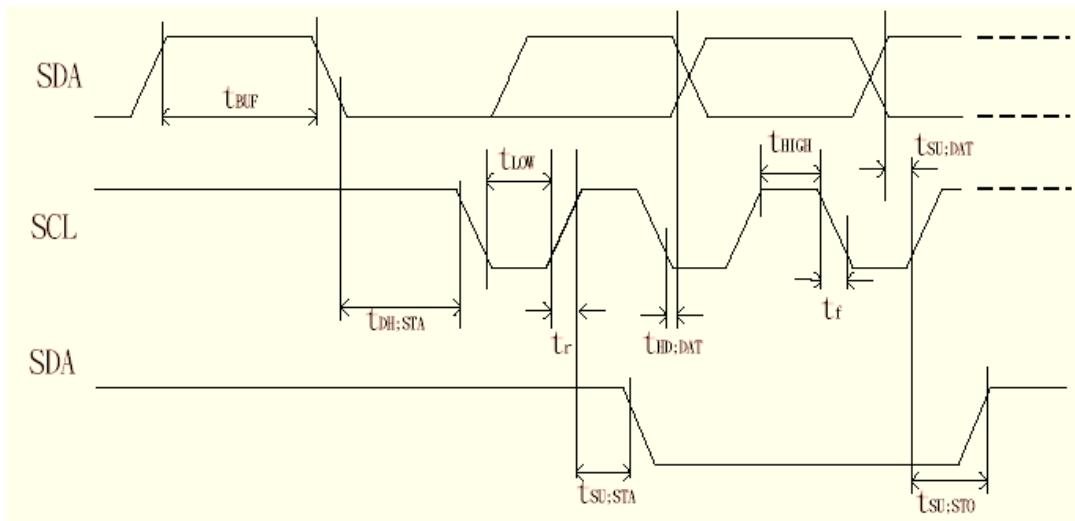 SDA
tBUF
tLOW
tHIGH
tSU;DAT
SCL
tDH;STA
tr
tHD;DAT
tf
SDA
tSU;STA
tSU;STO